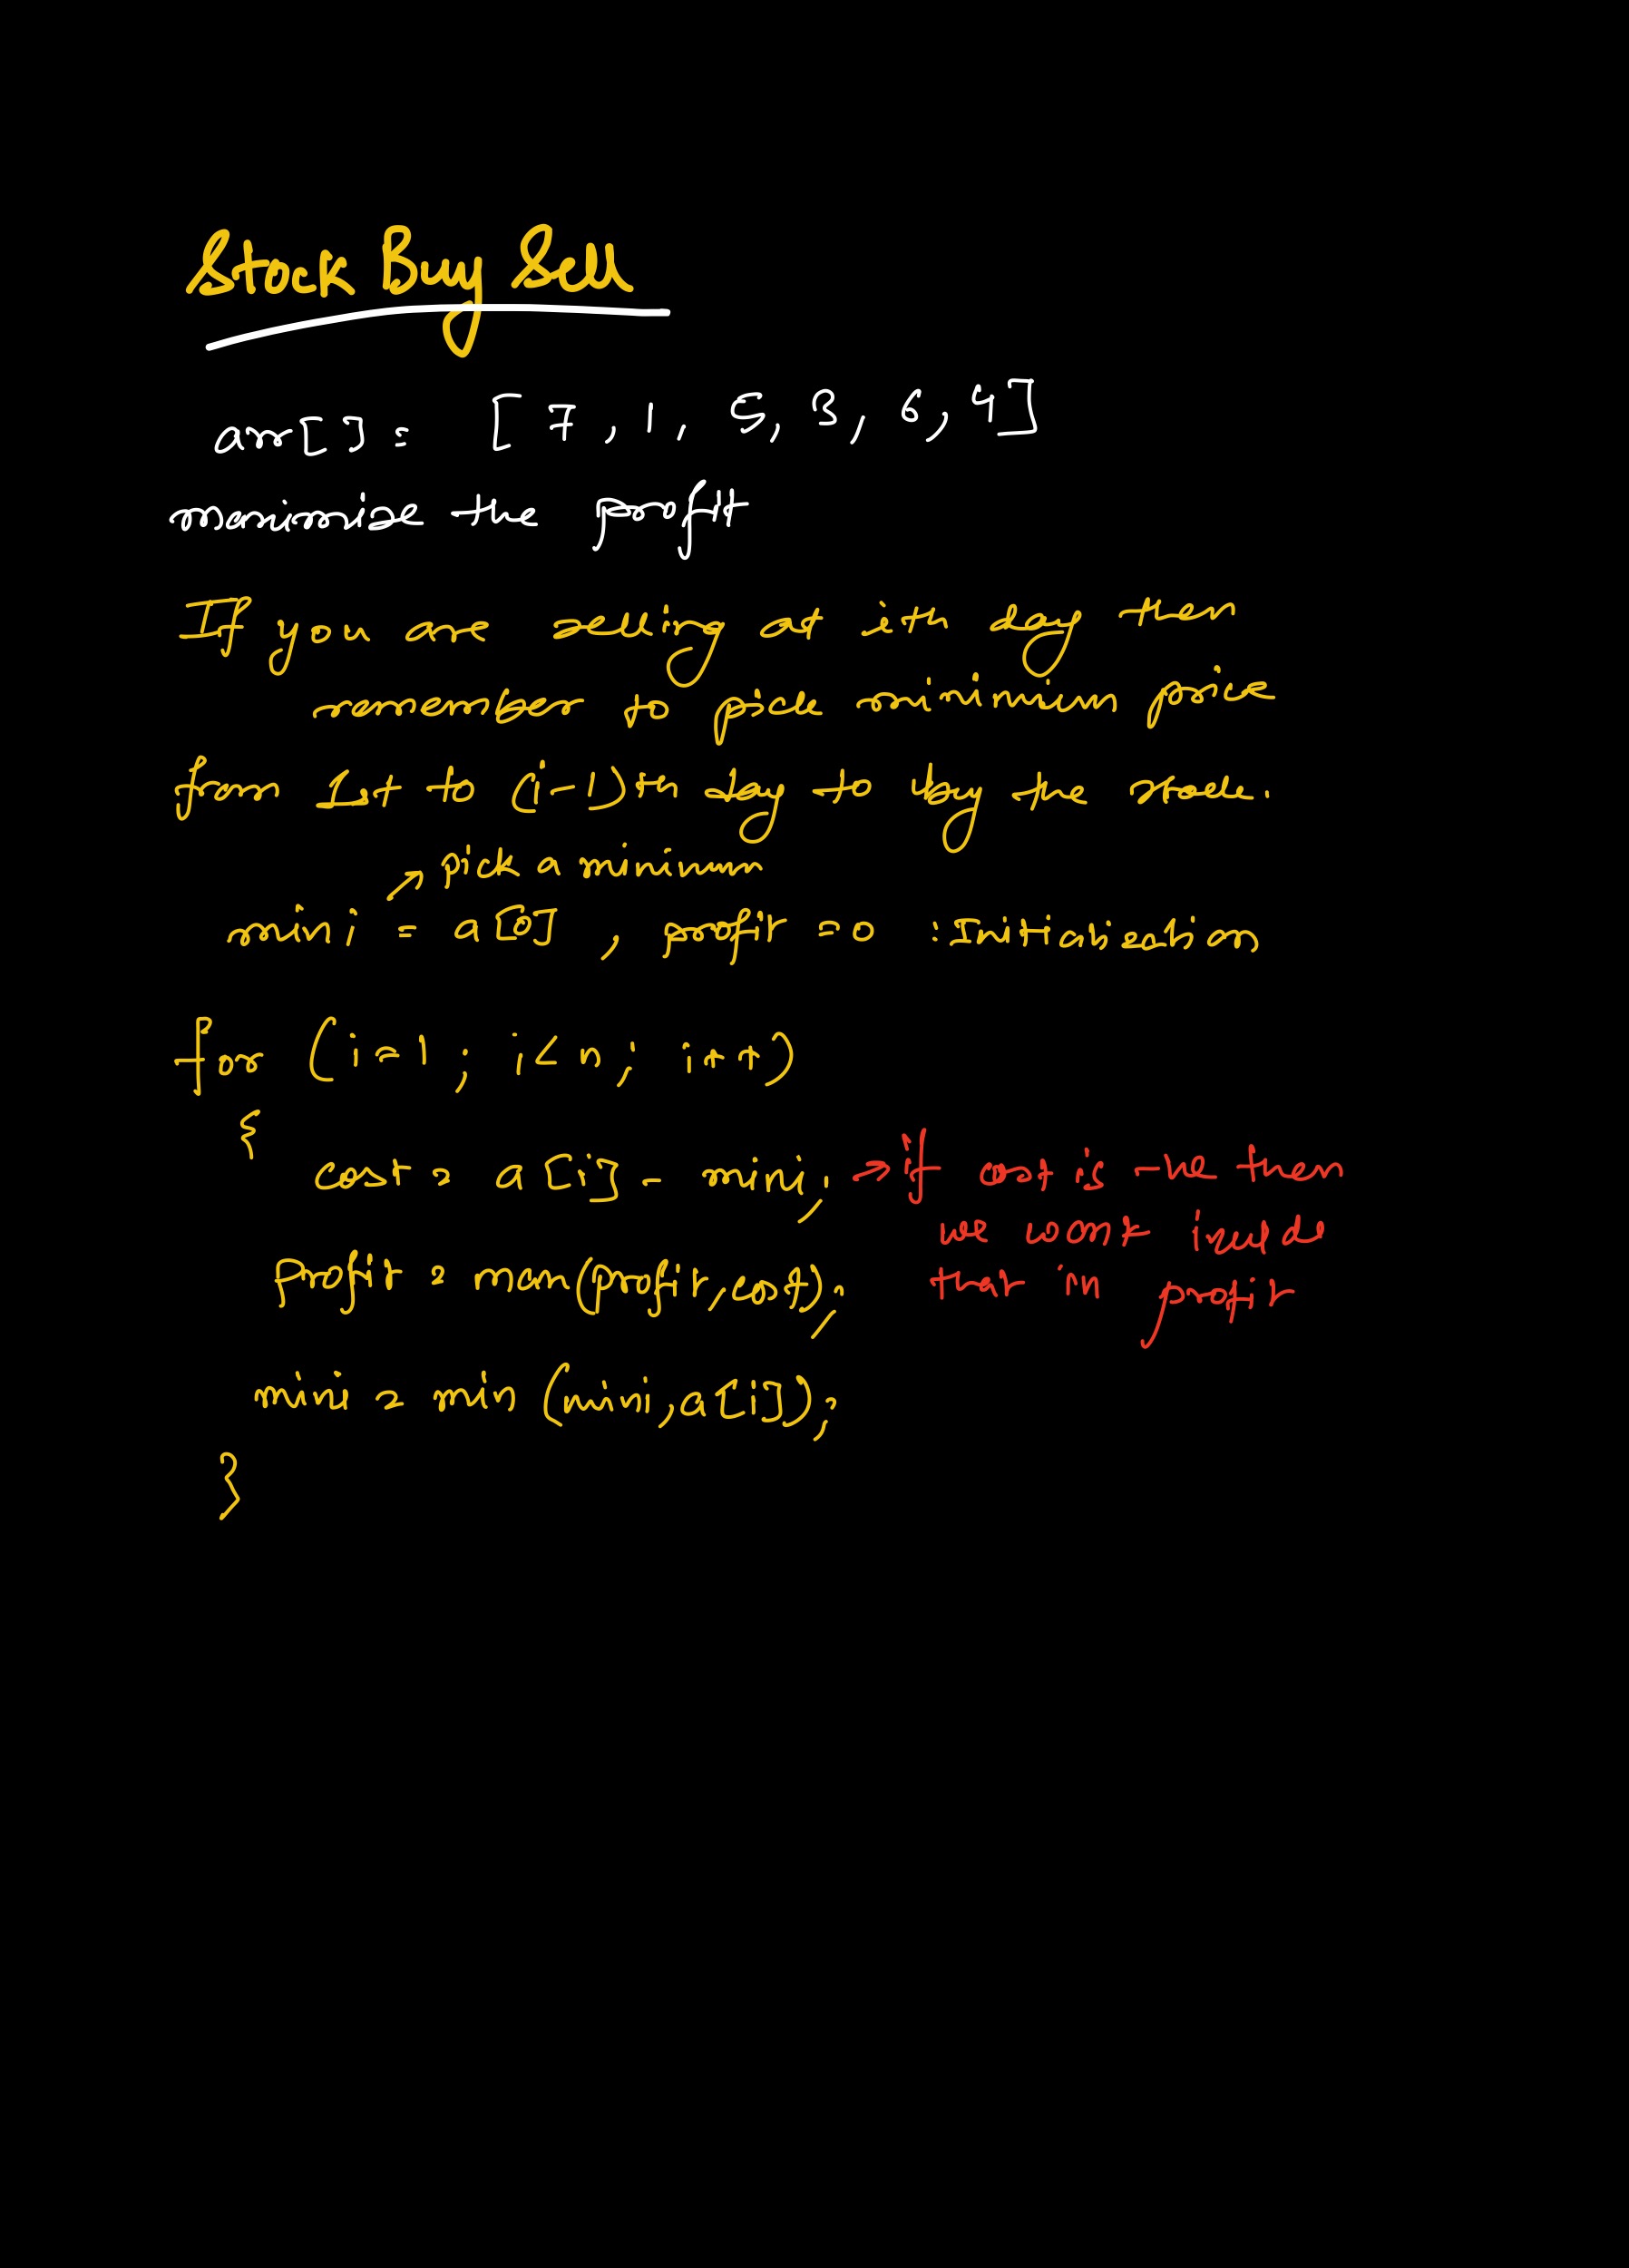 Stock Buy Sell
arr[] = [7, 1, 5, 3, 6, 4]
maximize the profit
If you are selling at ith day then
remember to pick minimium price
from 1st to (i-1)th day to buy the stock.
pick a minimum
mini = a[0], profit = 0 : Initialization
for (i=1; i<n; i++)
{
cost = a[i] - mini; → if cost is -ve then
we wont
that in profit
profit = max(profit, cost);
mini = min(mini, a[i]);
}